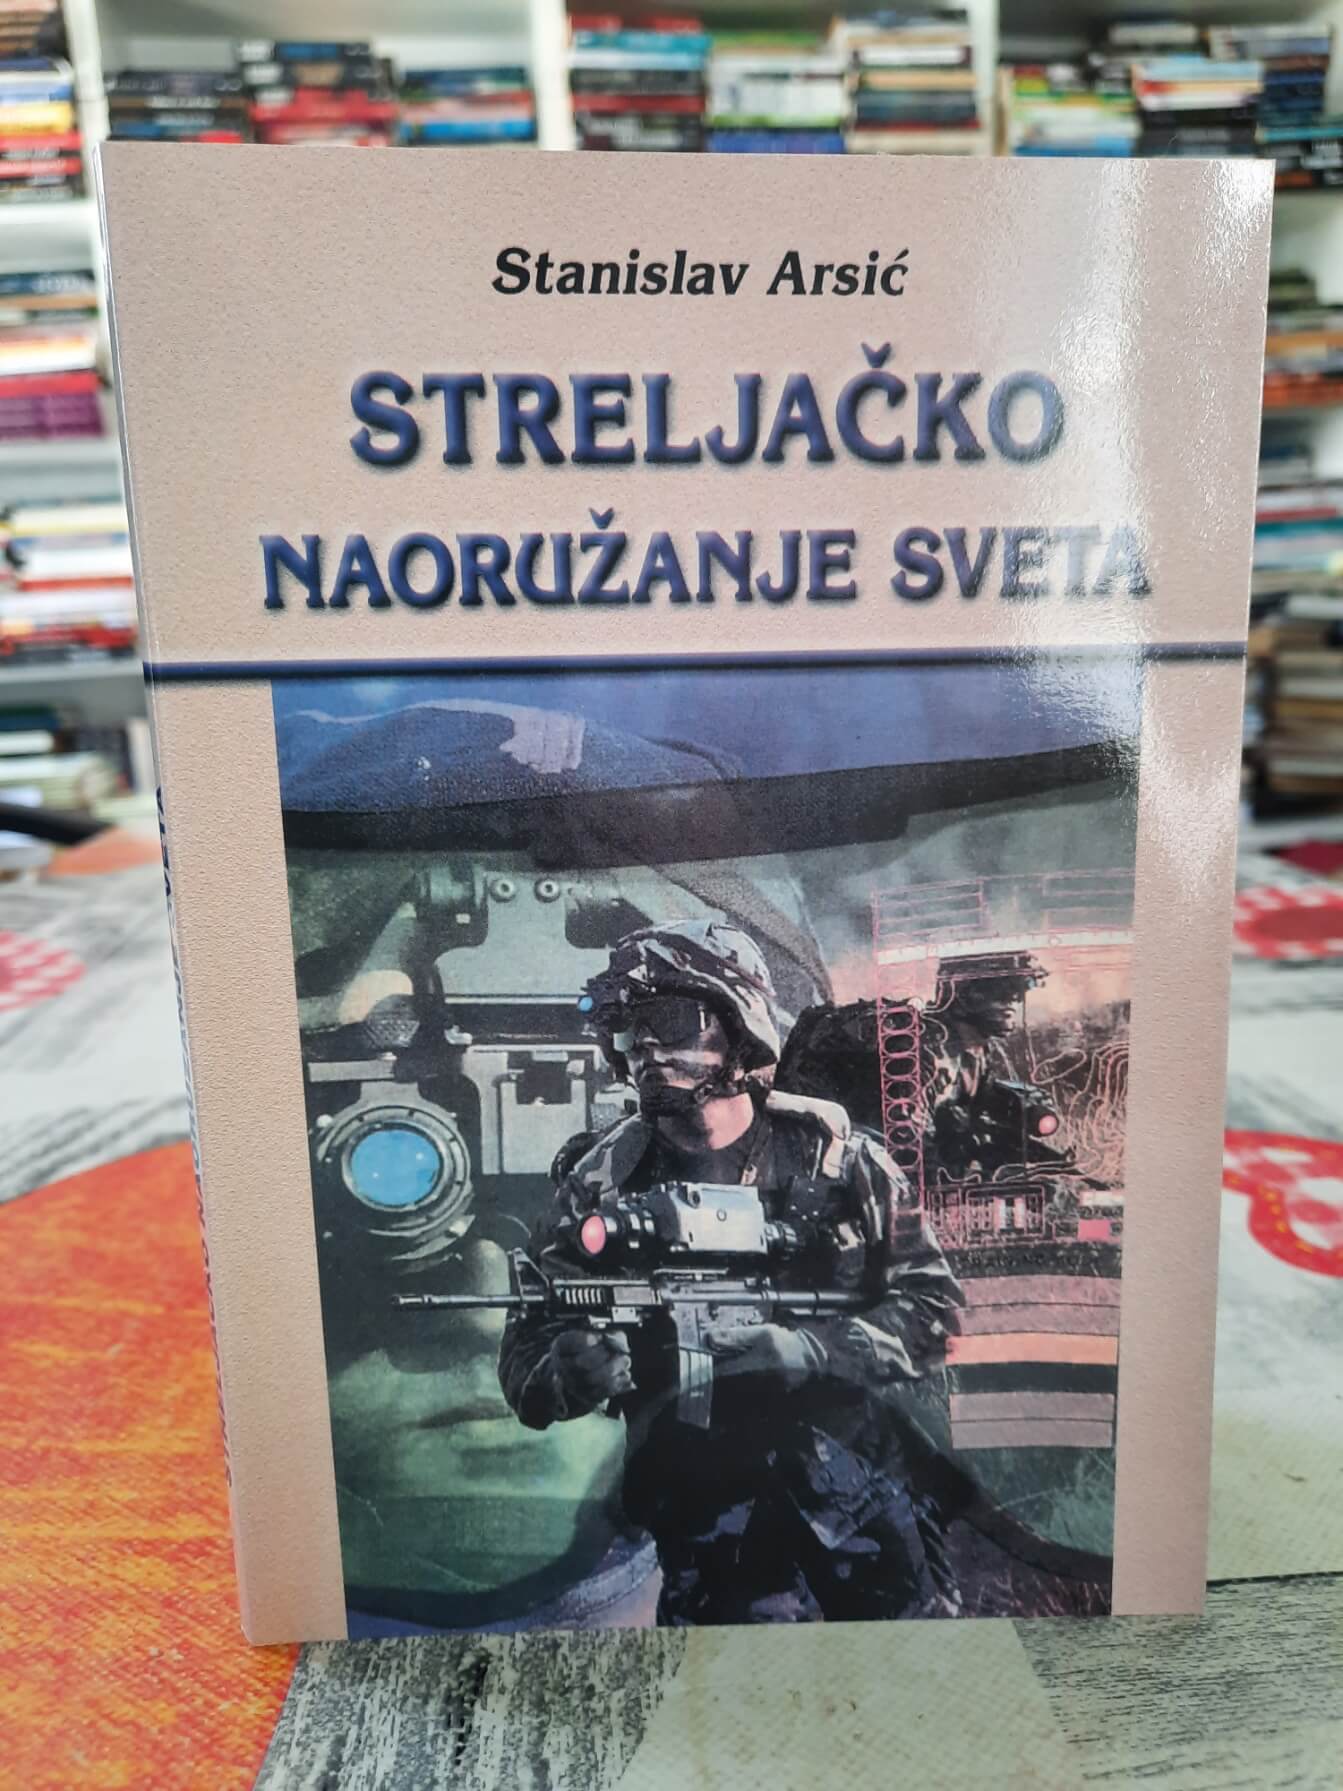 Stanislav Arsić
STRELJAČKO
NAORUŽANJE SVETA